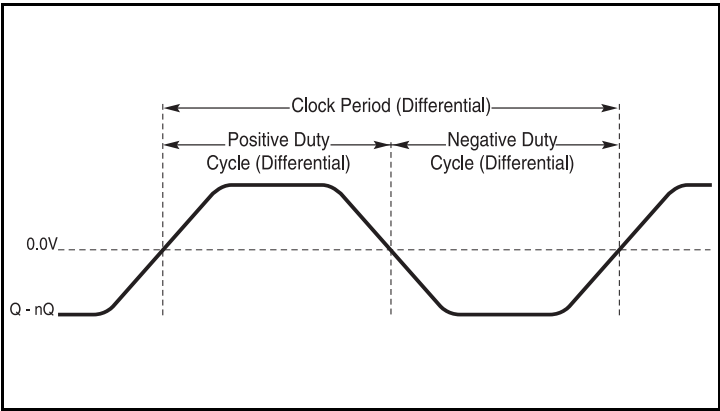 Clock Period (Differential)
Positive Duty
Cycle (Differential)
Negative Duty
Cycle (Differential)
0.0V
Q - nQ